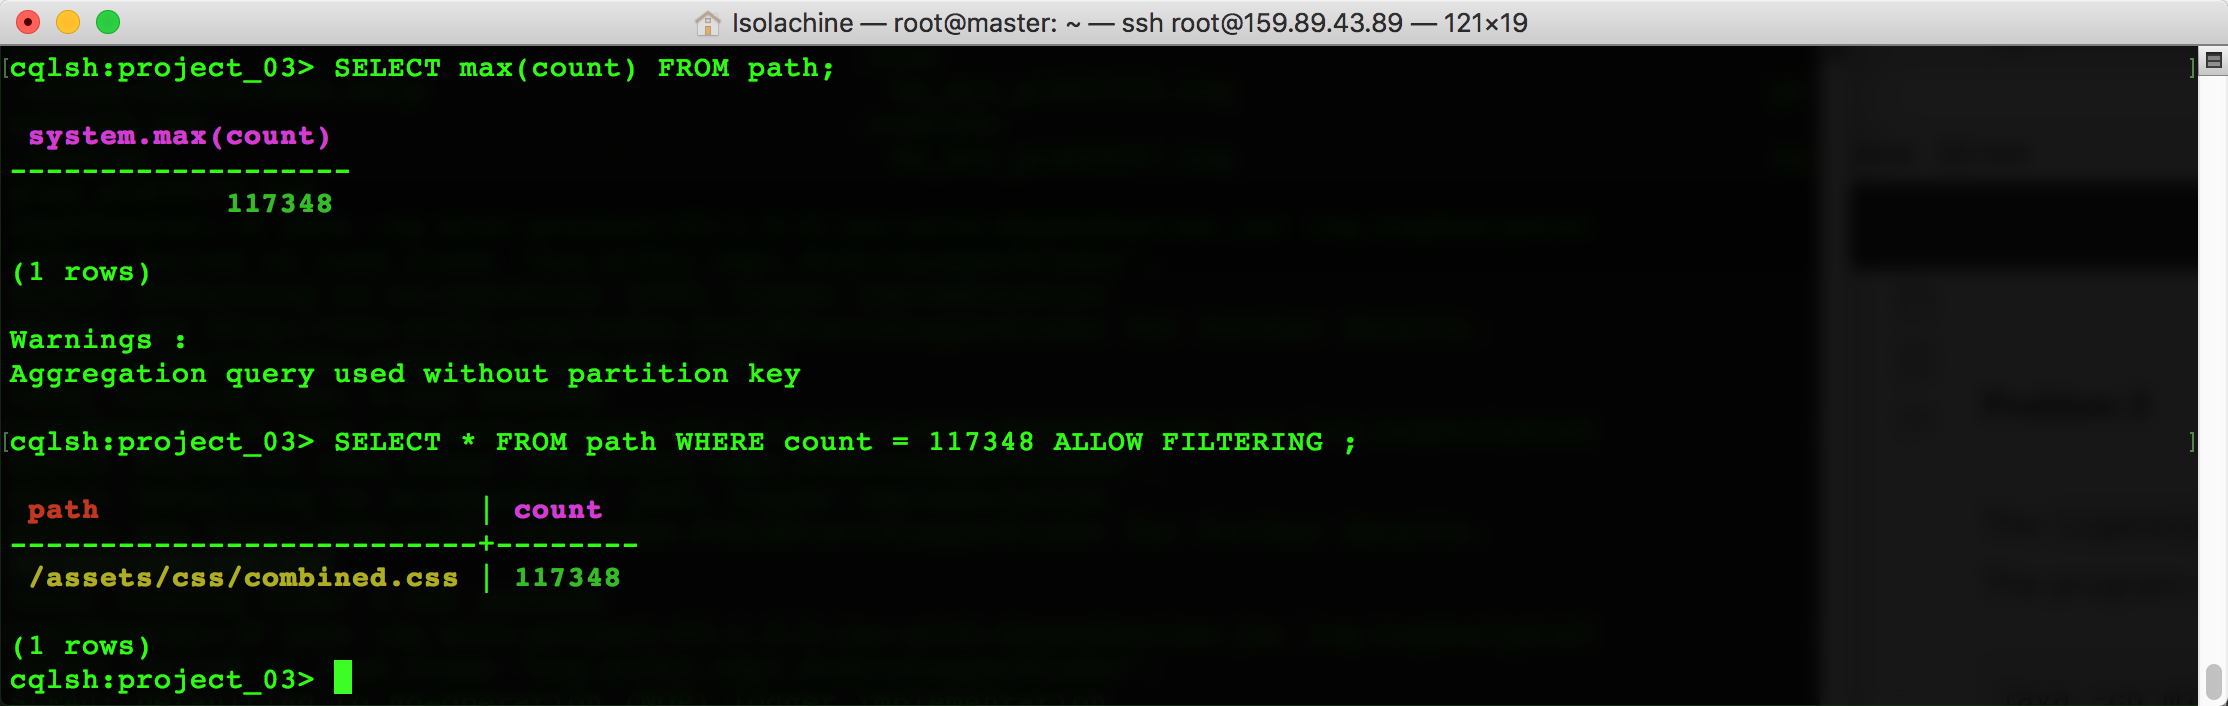 Isolachine — root@master: ~ — ssh root@159.89.43.89 — 121×19
[cqlsh:project_03> SELECT max(count) FROM path; ]
system.max(count)
-------------------
117348
(1 rows)
Warnings :
Aggregation query used without partition key
[cqlsh:project_03> SELECT * FROM path WHERE count = 117348 ALLOW FILTERING ; ]
path | count
--------------------------+--------
/assets/css/combined.css | 117348
(1 rows)
cqlsh:project_03>